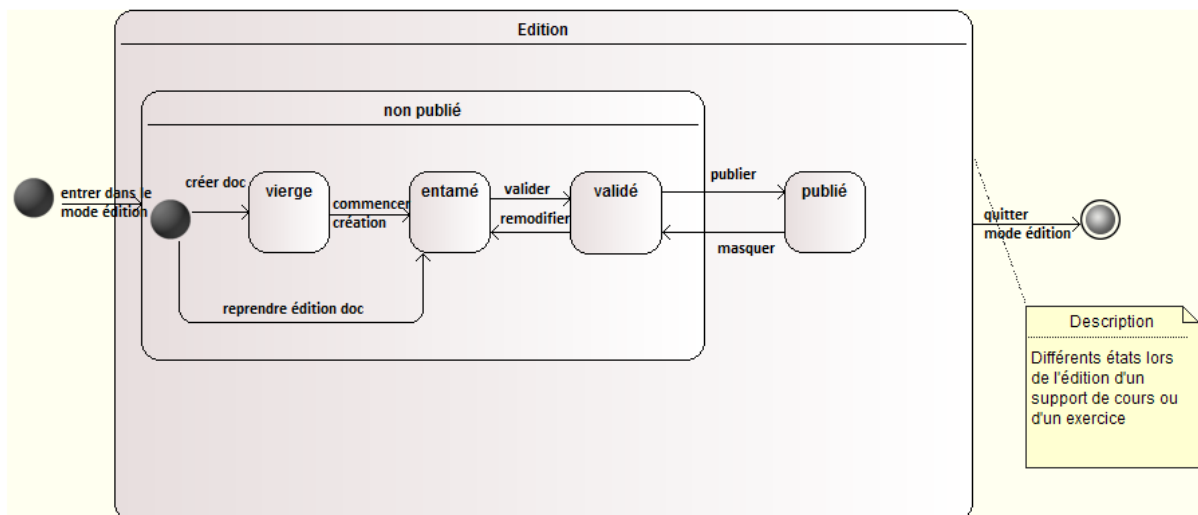 Edition
non publié
entrer dans le
mode édition
créer doc
vierge
commencer
création
entamé
valider
remodifier
validé
publier
masquer
publié
quitter
mode édition
reprendre édition doc
Description
Différents états lors
de l'édition d'un
support de cours ou
d'un exercice